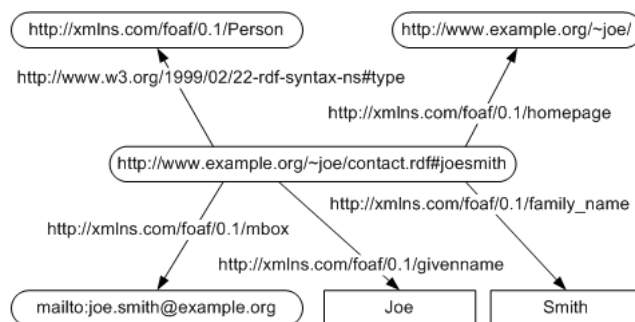 http://xmlns.com/foaf/0.1/Person
http://www.example.org/~joe/
http://www.w3.org/1999/02/22-rdf-syntax-ns#type
http://xmlns.com/foaf/0.1/homepage
http://www.example.org/~joe/contact.rdf#joesmith
http://xmlns.com/foaf/0.1/family_name
http://xmlns.com/foaf/0.1/mbox
http://xmlns.com/foaf/0.1/givenname
mailto:joe.smith@example.org
Joe
Smith